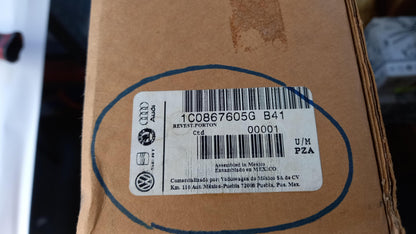 Audi
1C0867605G B41
REVEST.PORTON
Ctd 00001
U/M
PZA
Assembled in Mexico
Ensamblado en MEXICO
Comercializado por: Volkswagen de México SA de CV
Km. 116 Aut. México-Puebla 72008 Puebla, Pue. Mex.